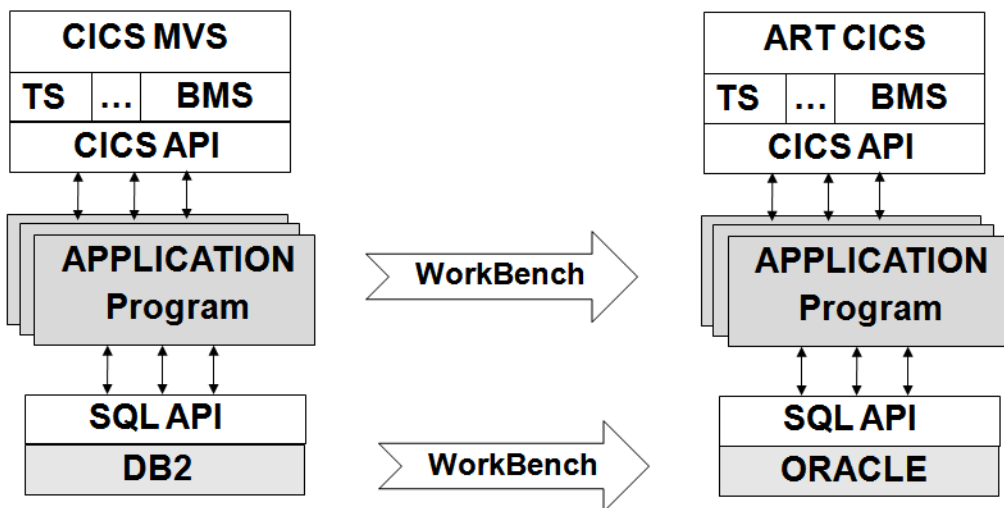 CICS MVS
TS ... BMS
CICS API
APPLICATION
Program
SQL API
DB2
WorkBench
WorkBench
ART CICS
TS ... BMS
CICS API
APPLICATION
Program
SQL API
ORACLE